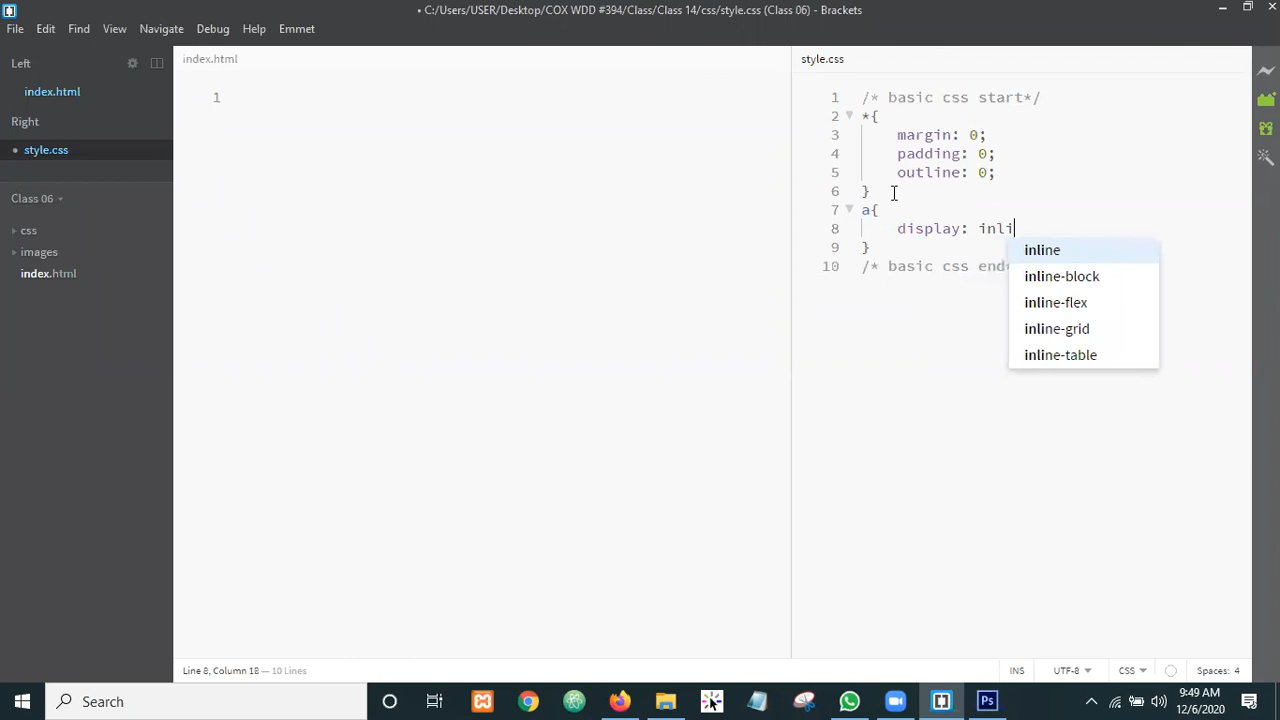 • C:/Users/USER/Desktop/COX WDD #394/Class/Class 14/css/style.css (Class 06) - Brackets
File Edit Find View Navigate Debug Help Emmet
Left
index.html
Right
• style.css
Class 06
css
images
index.html
index.html
1
style.css
1 /* basic css start*/
2 *{
3 margin: 0;
4 padding: 0;
5 outline: 0;
6 }
7 a{
8 display: inli
9 }
10 /* basic css end*
inline
inline-block
inline-flex
inline-grid
inline-table
Line 8, Column 18 — 10 Lines
INS UTF-8 CSS Spaces: 4
Search
Ps
9:49 AM
12/6/2020